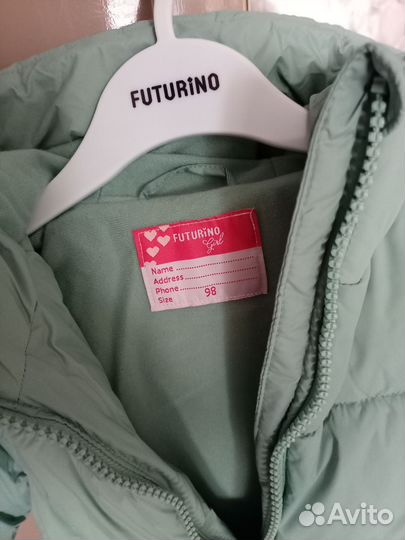 FUTURiNO
FUTURiNO
Girl
Name
Address
Phone
Size 98
Avito